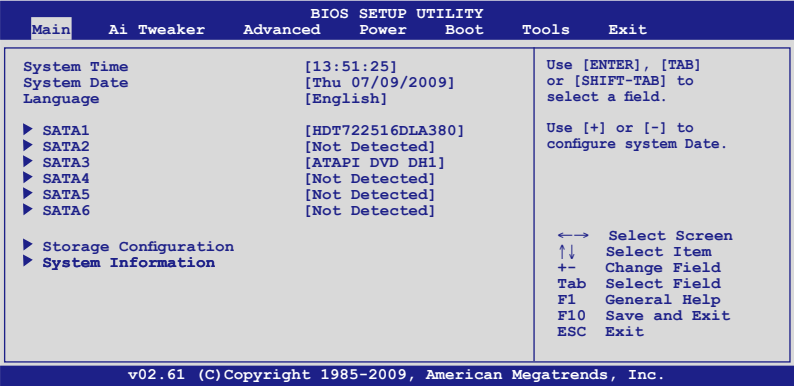 BIOS SETUP UTILITY
Main Ai Tweaker Advanced Power Boot Tools Exit
System Time [13:51:25]
System Date [Thu 07/09/2009]
Language [English]
SATA1 [HDT722516DLA380]
SATA2 [Not Detected]
SATA3 [ATAPI DVD DH1]
SATA4 [Not Detected]
SATA5 [Not Detected]
SATA6 [Not Detected]
Storage Configuration
System Information
Use [ENTER], [TAB]
or [SHIFT-TAB] to
select a field.
Use [+] or [-] to
configure system Date.
←→ Select Screen
↑↓ Select Item
+- Change Field
Tab Select Field
F1 General Help
F10 Save and Exit
ESC Exit
v02.61 (C)Copyright 1985-2009, American Megatrends, Inc.